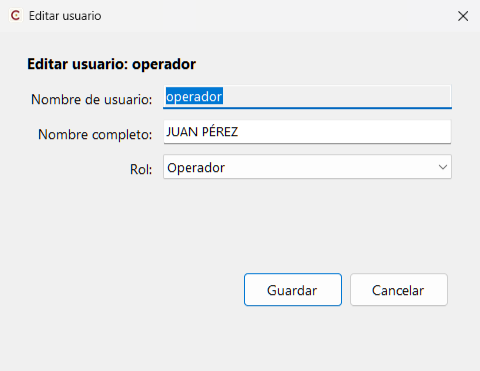 Editar usuario
Editar usuario: operador
Nombre de usuario: operador
Nombre completo: JUAN PÉREZ
Rol: Operador
Guardar Cancelar